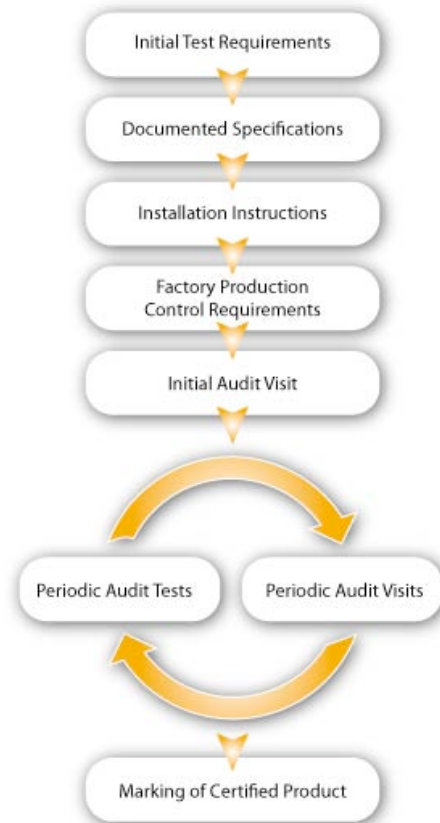 Initial Test Requirements
Documented Specifications
Installation Instructions
Factory Production
Control Requirements
Initial Audit Visit
Periodic Audit Tests
Periodic Audit Visits
Marking of Certified Product